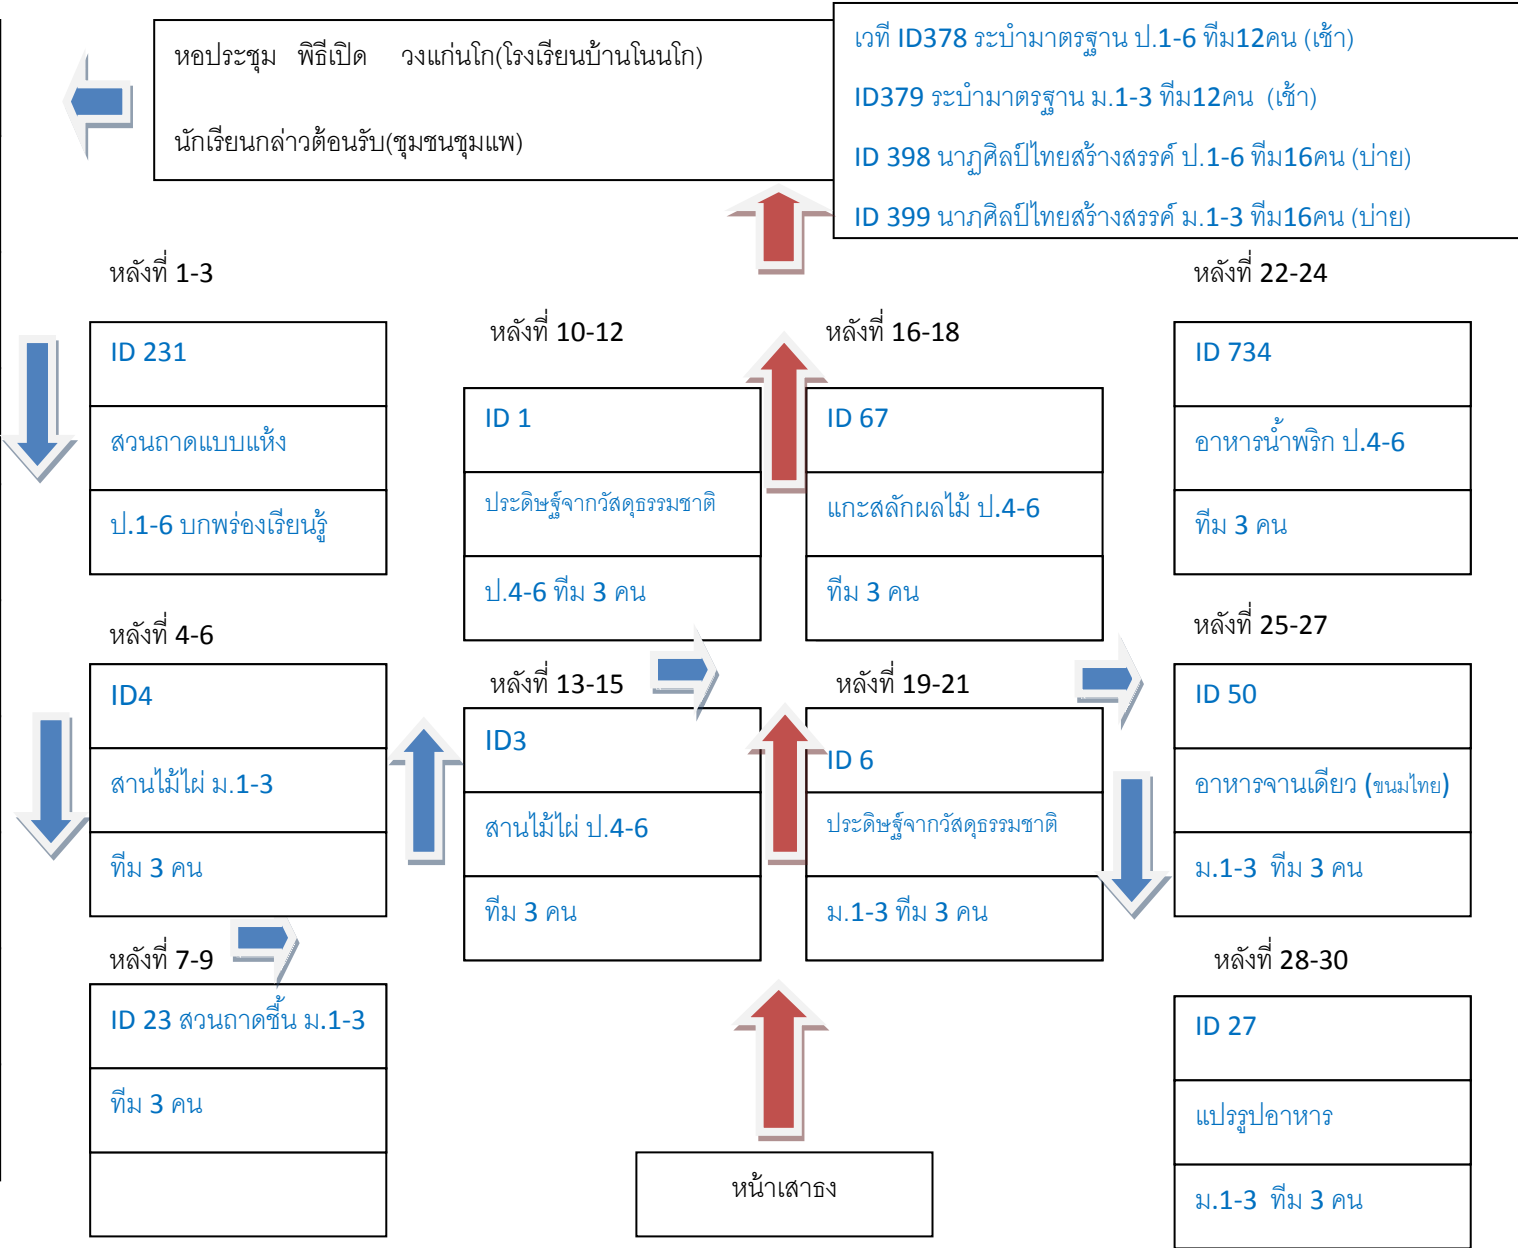 หอประชุม พิธีเปิด วงแก่นโก(โรงเรียนบ้านโนนโก)
นักเรียนกล่าวต้อนรับ(ชุมชนชุมแพ)
เวที ID378 ระบำมาตรฐาน ป.1-6 ทีม12คน (เช้า)
ID379 ระบำมาตรฐาน ม.1-3 ทีม12คน (เช้า)
ID 398 นาฏศิลป์ไทยสร้างสรรค์ ป.1-6 ทีม16คน (บ่าย)
ID 399 นาฏศิลป์ไทยสร้างสรรค์ ม.1-3 ทีม16คน (บ่าย)
หลังที่ 1-3
ID 231
สวนถาดแบบแห้ง
ป.1-6 บกพร่องเรียนรู้
หลังที่ 4-6
ID4
สานไม้ไผ่ ม.1-3
ทีม 3 คน
หลังที่ 7-9
ID 23 สวนถาดชื้น ม.1-3
ทีม 3 คน
หลังที่ 10-12
ID 1
ประดิษฐ์จากวัสดุธรรมชาติ
ป.4-6 ทีม 3 คน
หลังที่ 13-15
ID3
สานไม้ไผ่ ป.4-6
ทีม 3 คน
หลังที่ 16-18
ID 67
แกะสลักผลไม้ ป.4-6
ทีม 3 คน
หลังที่ 19-21
ID 6
ประดิษฐ์จากวัสดุธรรมชาติ
ม.1-3 ทีม 3 คน
หลังที่ 22-24
ID 734
อาหารน้ำพริก ป.4-6
ทีม 3 คน
หลังที่ 25-27
ID 50
อาหารจานเดียว (ขนมไทย)
ม.1-3 ทีม 3 คน
หลังที่ 28-30
ID 27
แปรรูปอาหาร
ม.1-3 ทีม 3 คน
หน้าเสาธง